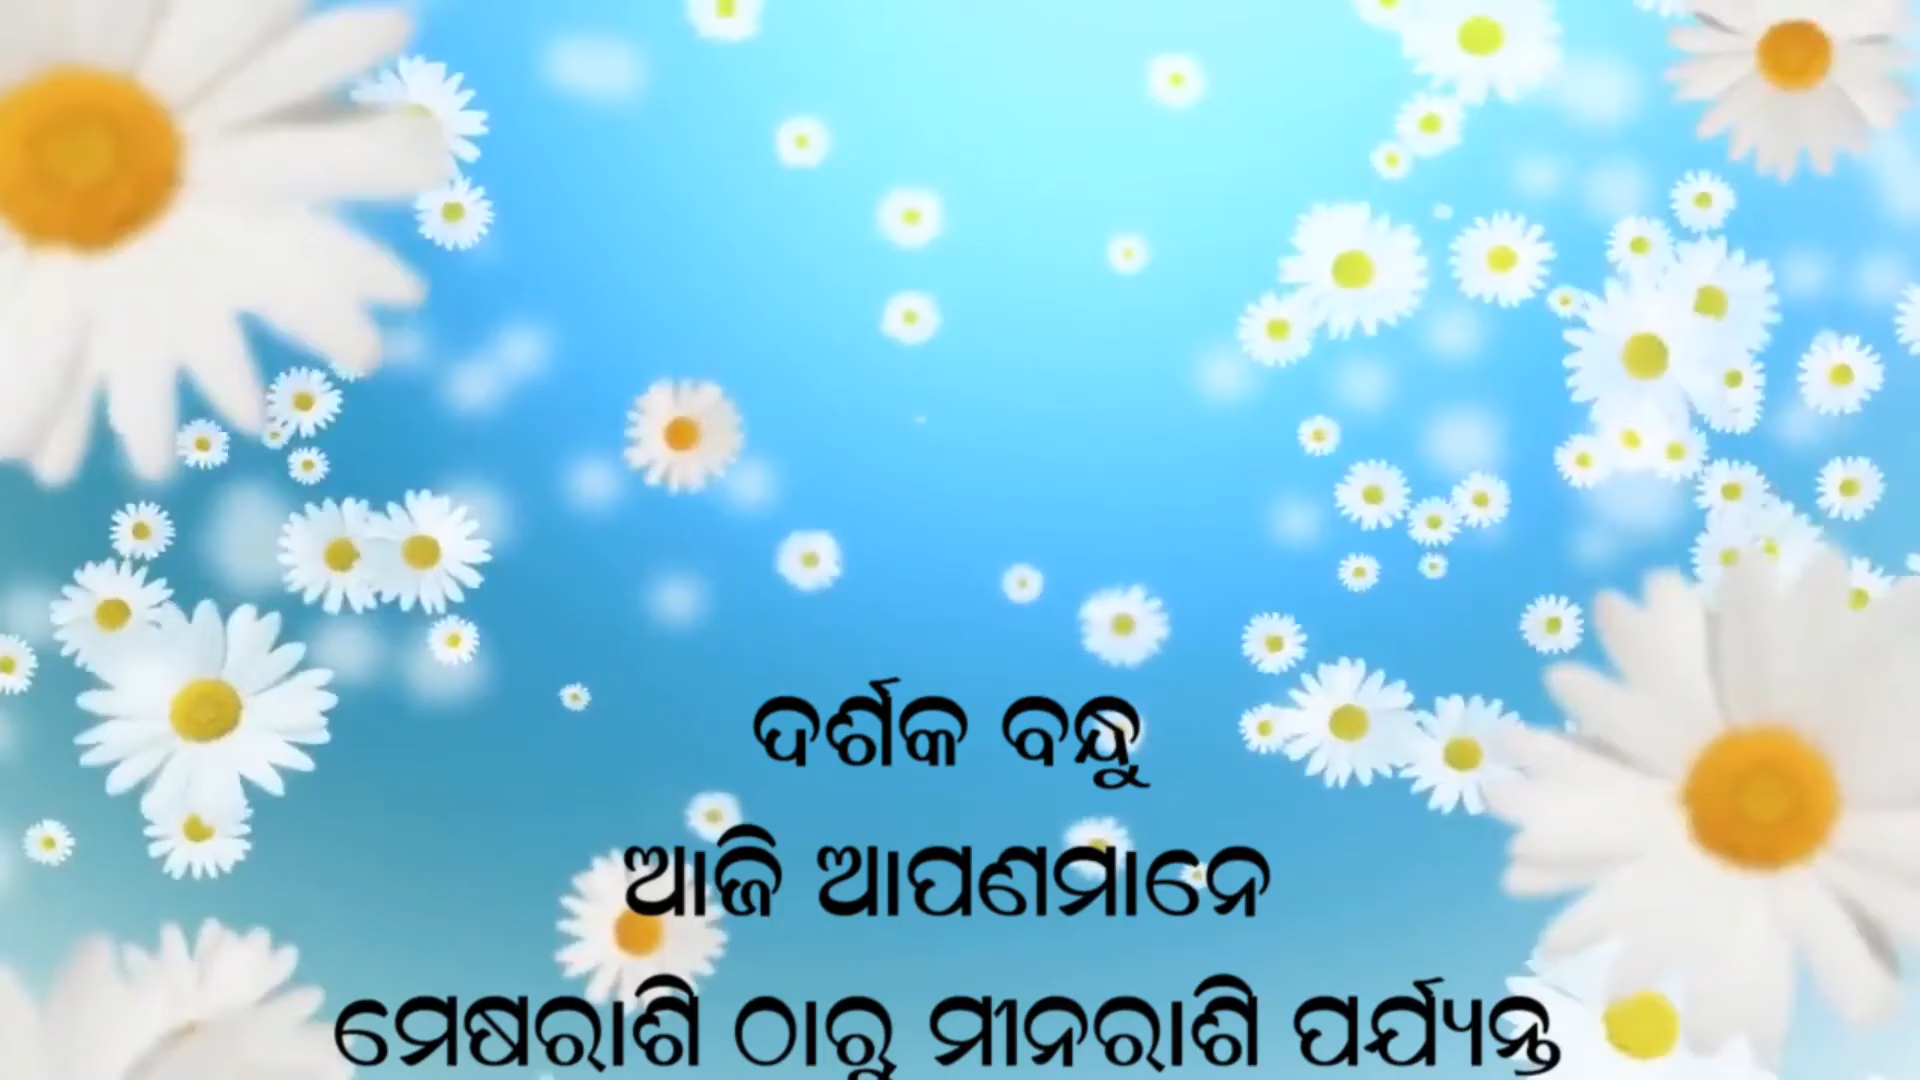 ଦର୍ଶକ ବନ୍ଧୁ
ଆଜି ଆପଣମାନେ
ମେଷରାଶି ଠାରୁ ମୀନରାଶି ପର୍ଯ୍ୟନ୍ତ